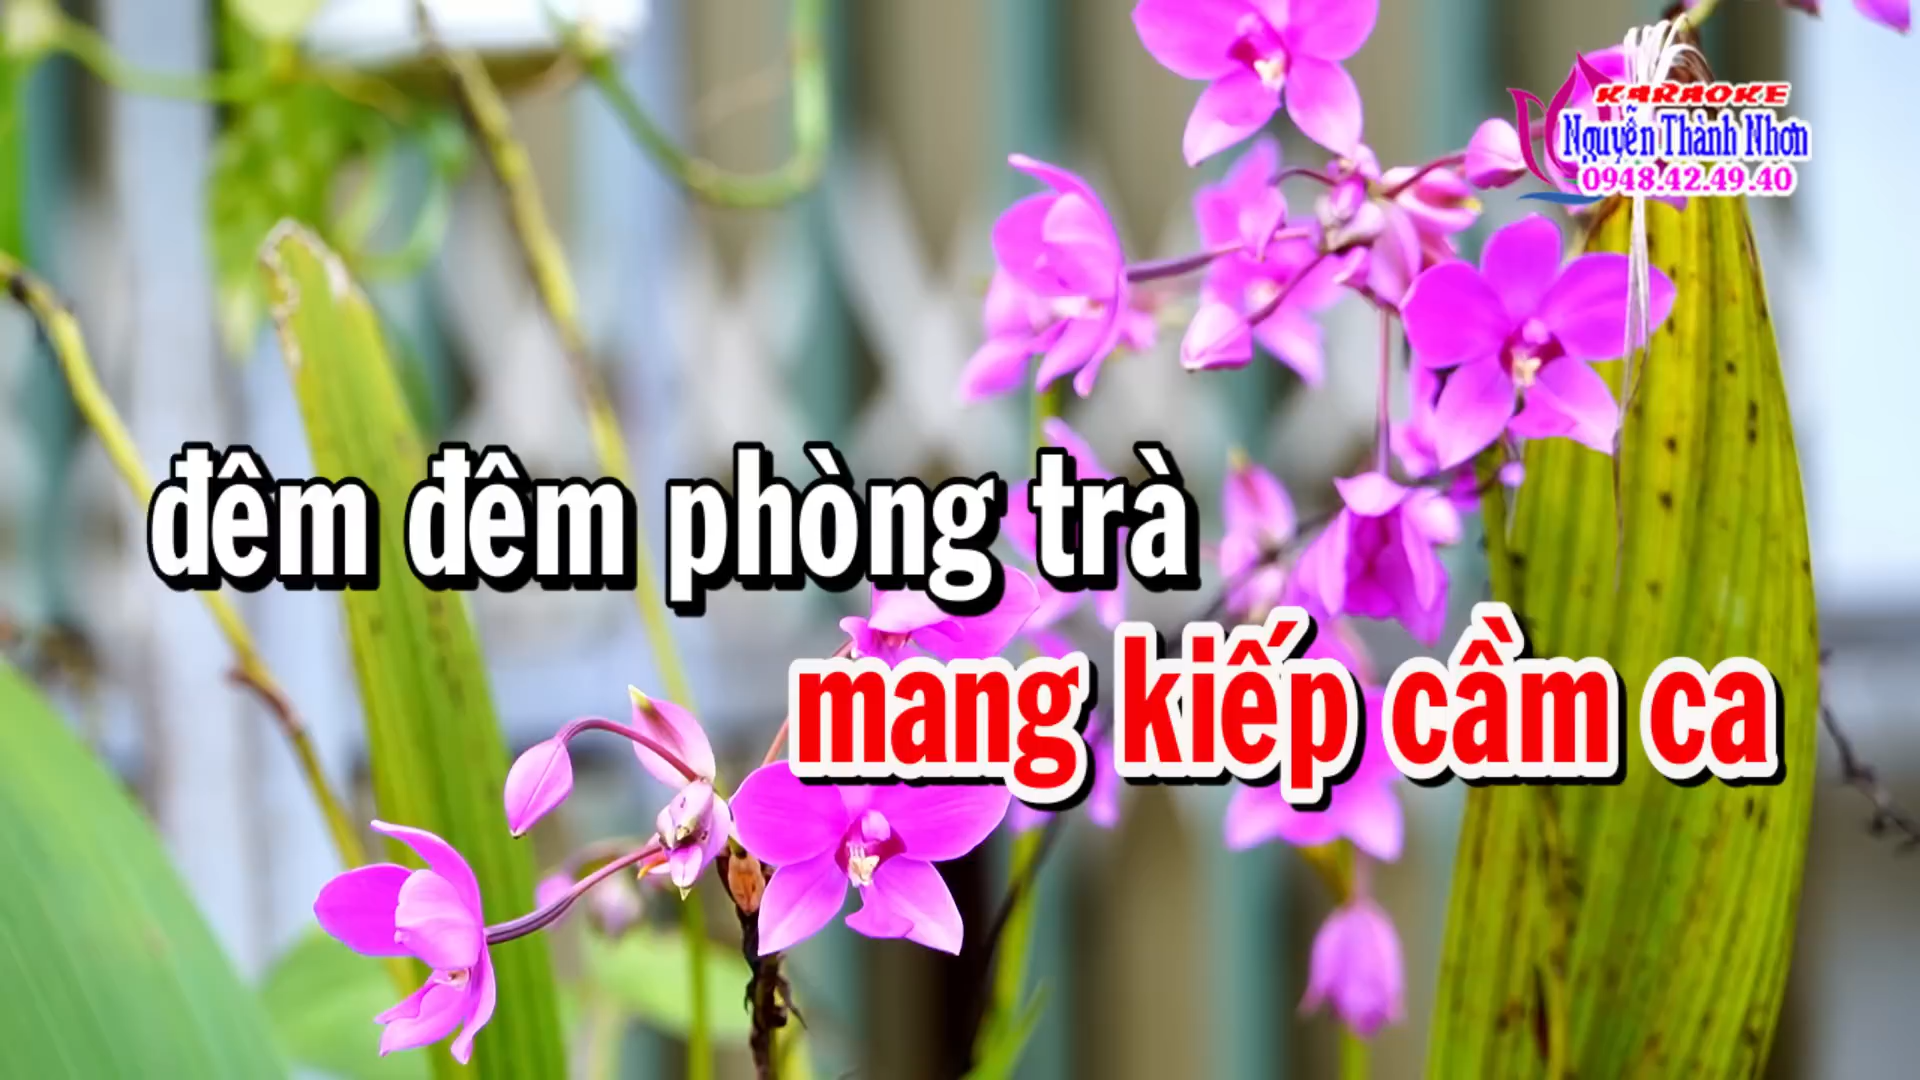 KARAOKE
Nguyễn Thành Nhơn
0948.42.49.40
đêm đêm phòng trà
mang kiếp cầm ca